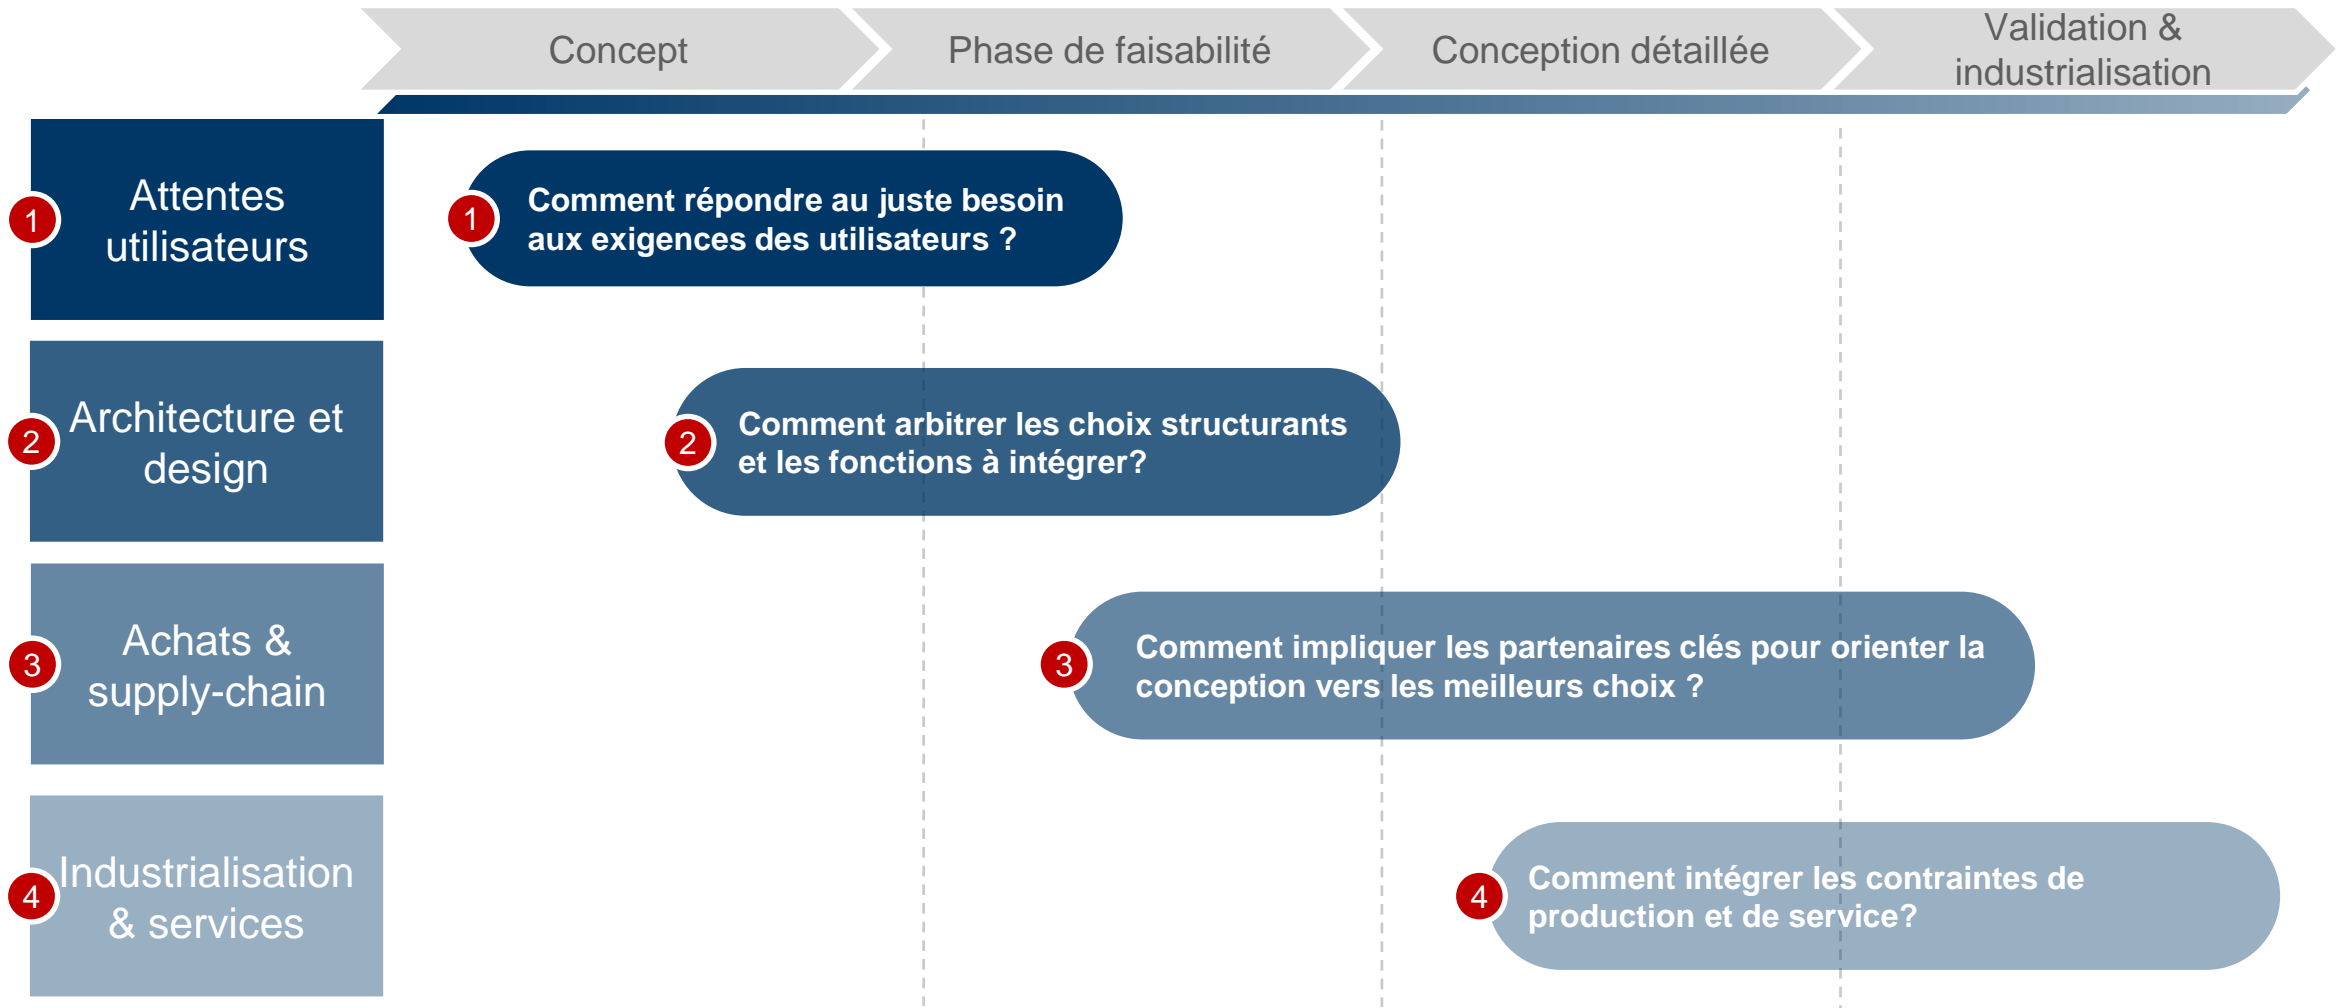 Concept
Phase de faisabilité
Conception détaillée
Validation &
industrialisation
1
Attentes
utilisateurs
1
Comment répondre au juste besoin
aux exigences des utilisateurs ?
2
Architecture et
design
2
Comment arbitrer les choix structurants
et les fonctions à intégrer?
3
Achats &
supply-chain
3
Comment impliquer les partenaires clés pour orienter la
conception vers les meilleurs choix ?
4
Industrialisation
& services
4
Comment intégrer les contraintes de
production et de service?